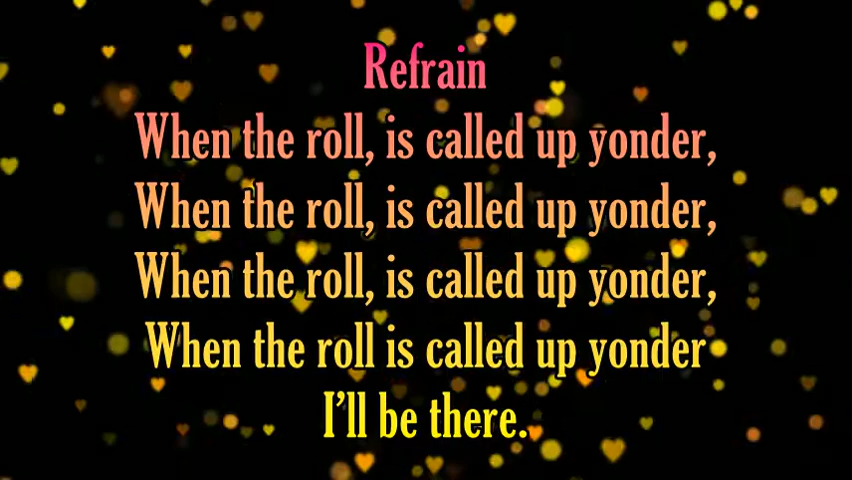 Refrain
When the roll, is called up yonder,
When the roll, is called up yonder,
When the roll, is called up yonder,
When the roll is called up yonder
I'll be there.